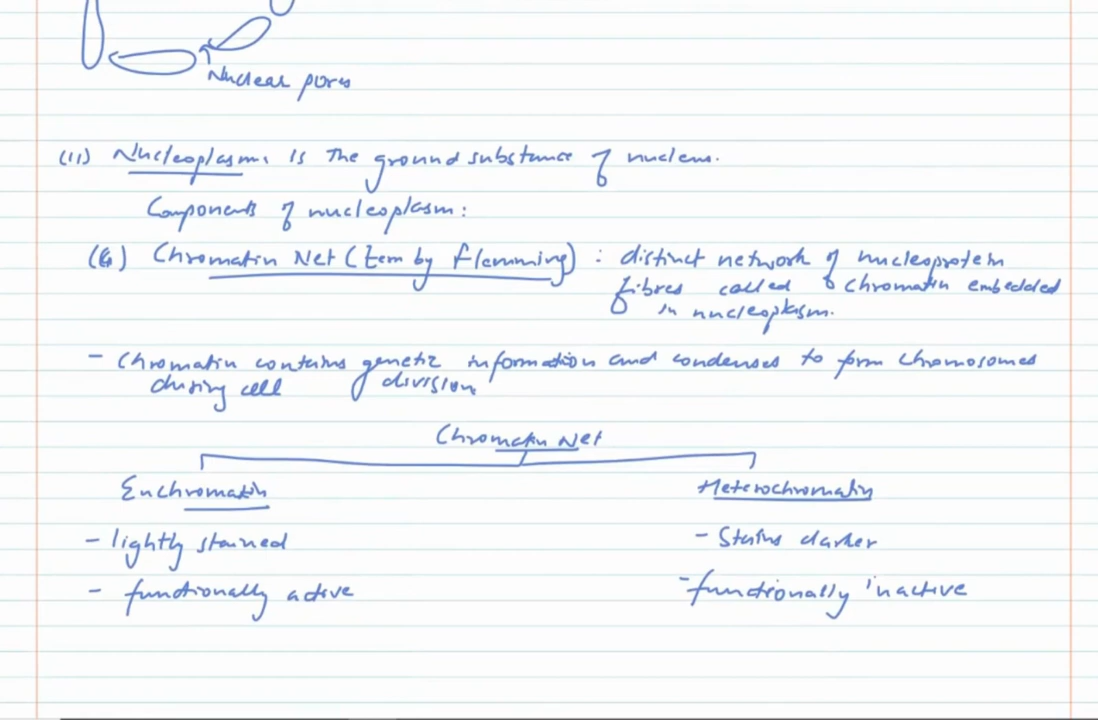 Nuclear pores
(ii) Nucleoplasm: is the ground substance of nucleus.
Components of nucleoplasm:
(a) Chromatin Net (Term by Flemming) : distinct network of nucleoprotein
fibres called chromatin embedded
in nucleoplasm.
- Chromatin contains genetic information and condenses to form chromosomes
during cell division
Chromatin Net
Euchromatin Heterochromatin
- lightly stained - Stains darker
- functionally active - functionally inactive